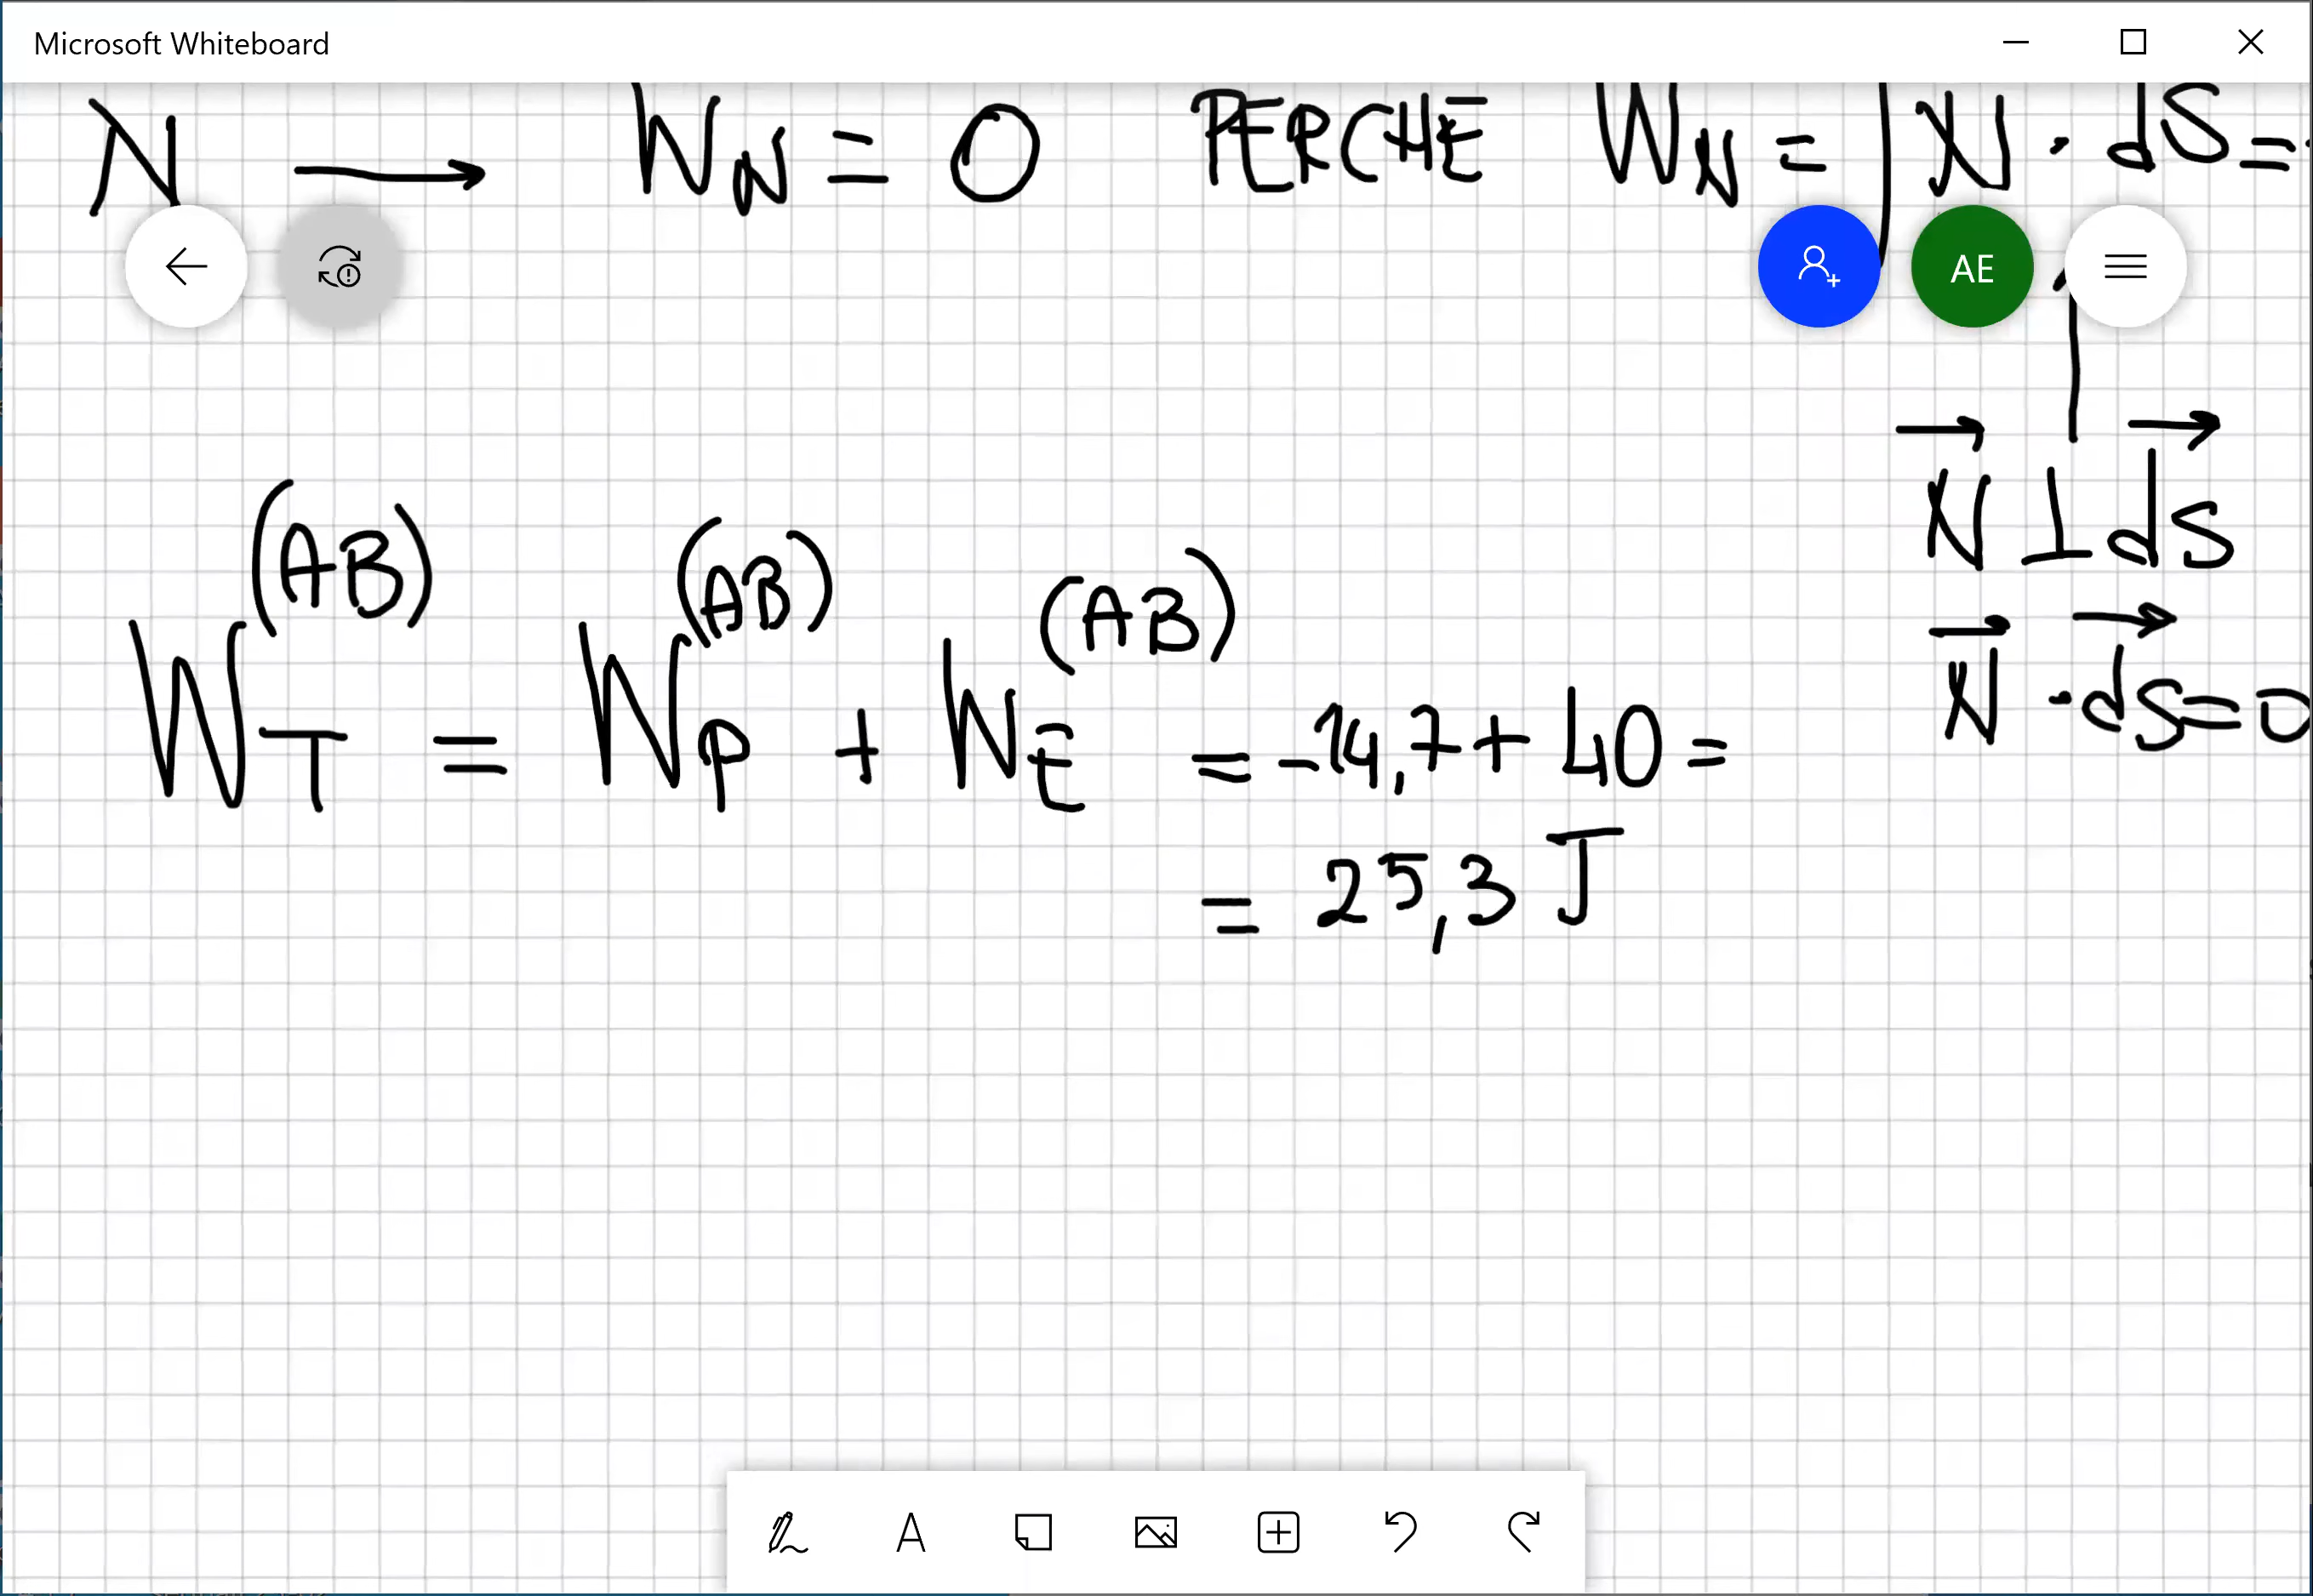 Microsoft Whiteboard
N → W_N = 0 PERCHÉ W_N = ∫ N · dS =
AE
N ⊥ dS
N · dS = 0
W_T^(AB) = W_P^(AB) + W_E^(AB) = -14,7 + 40 =
= 25,3 J
A